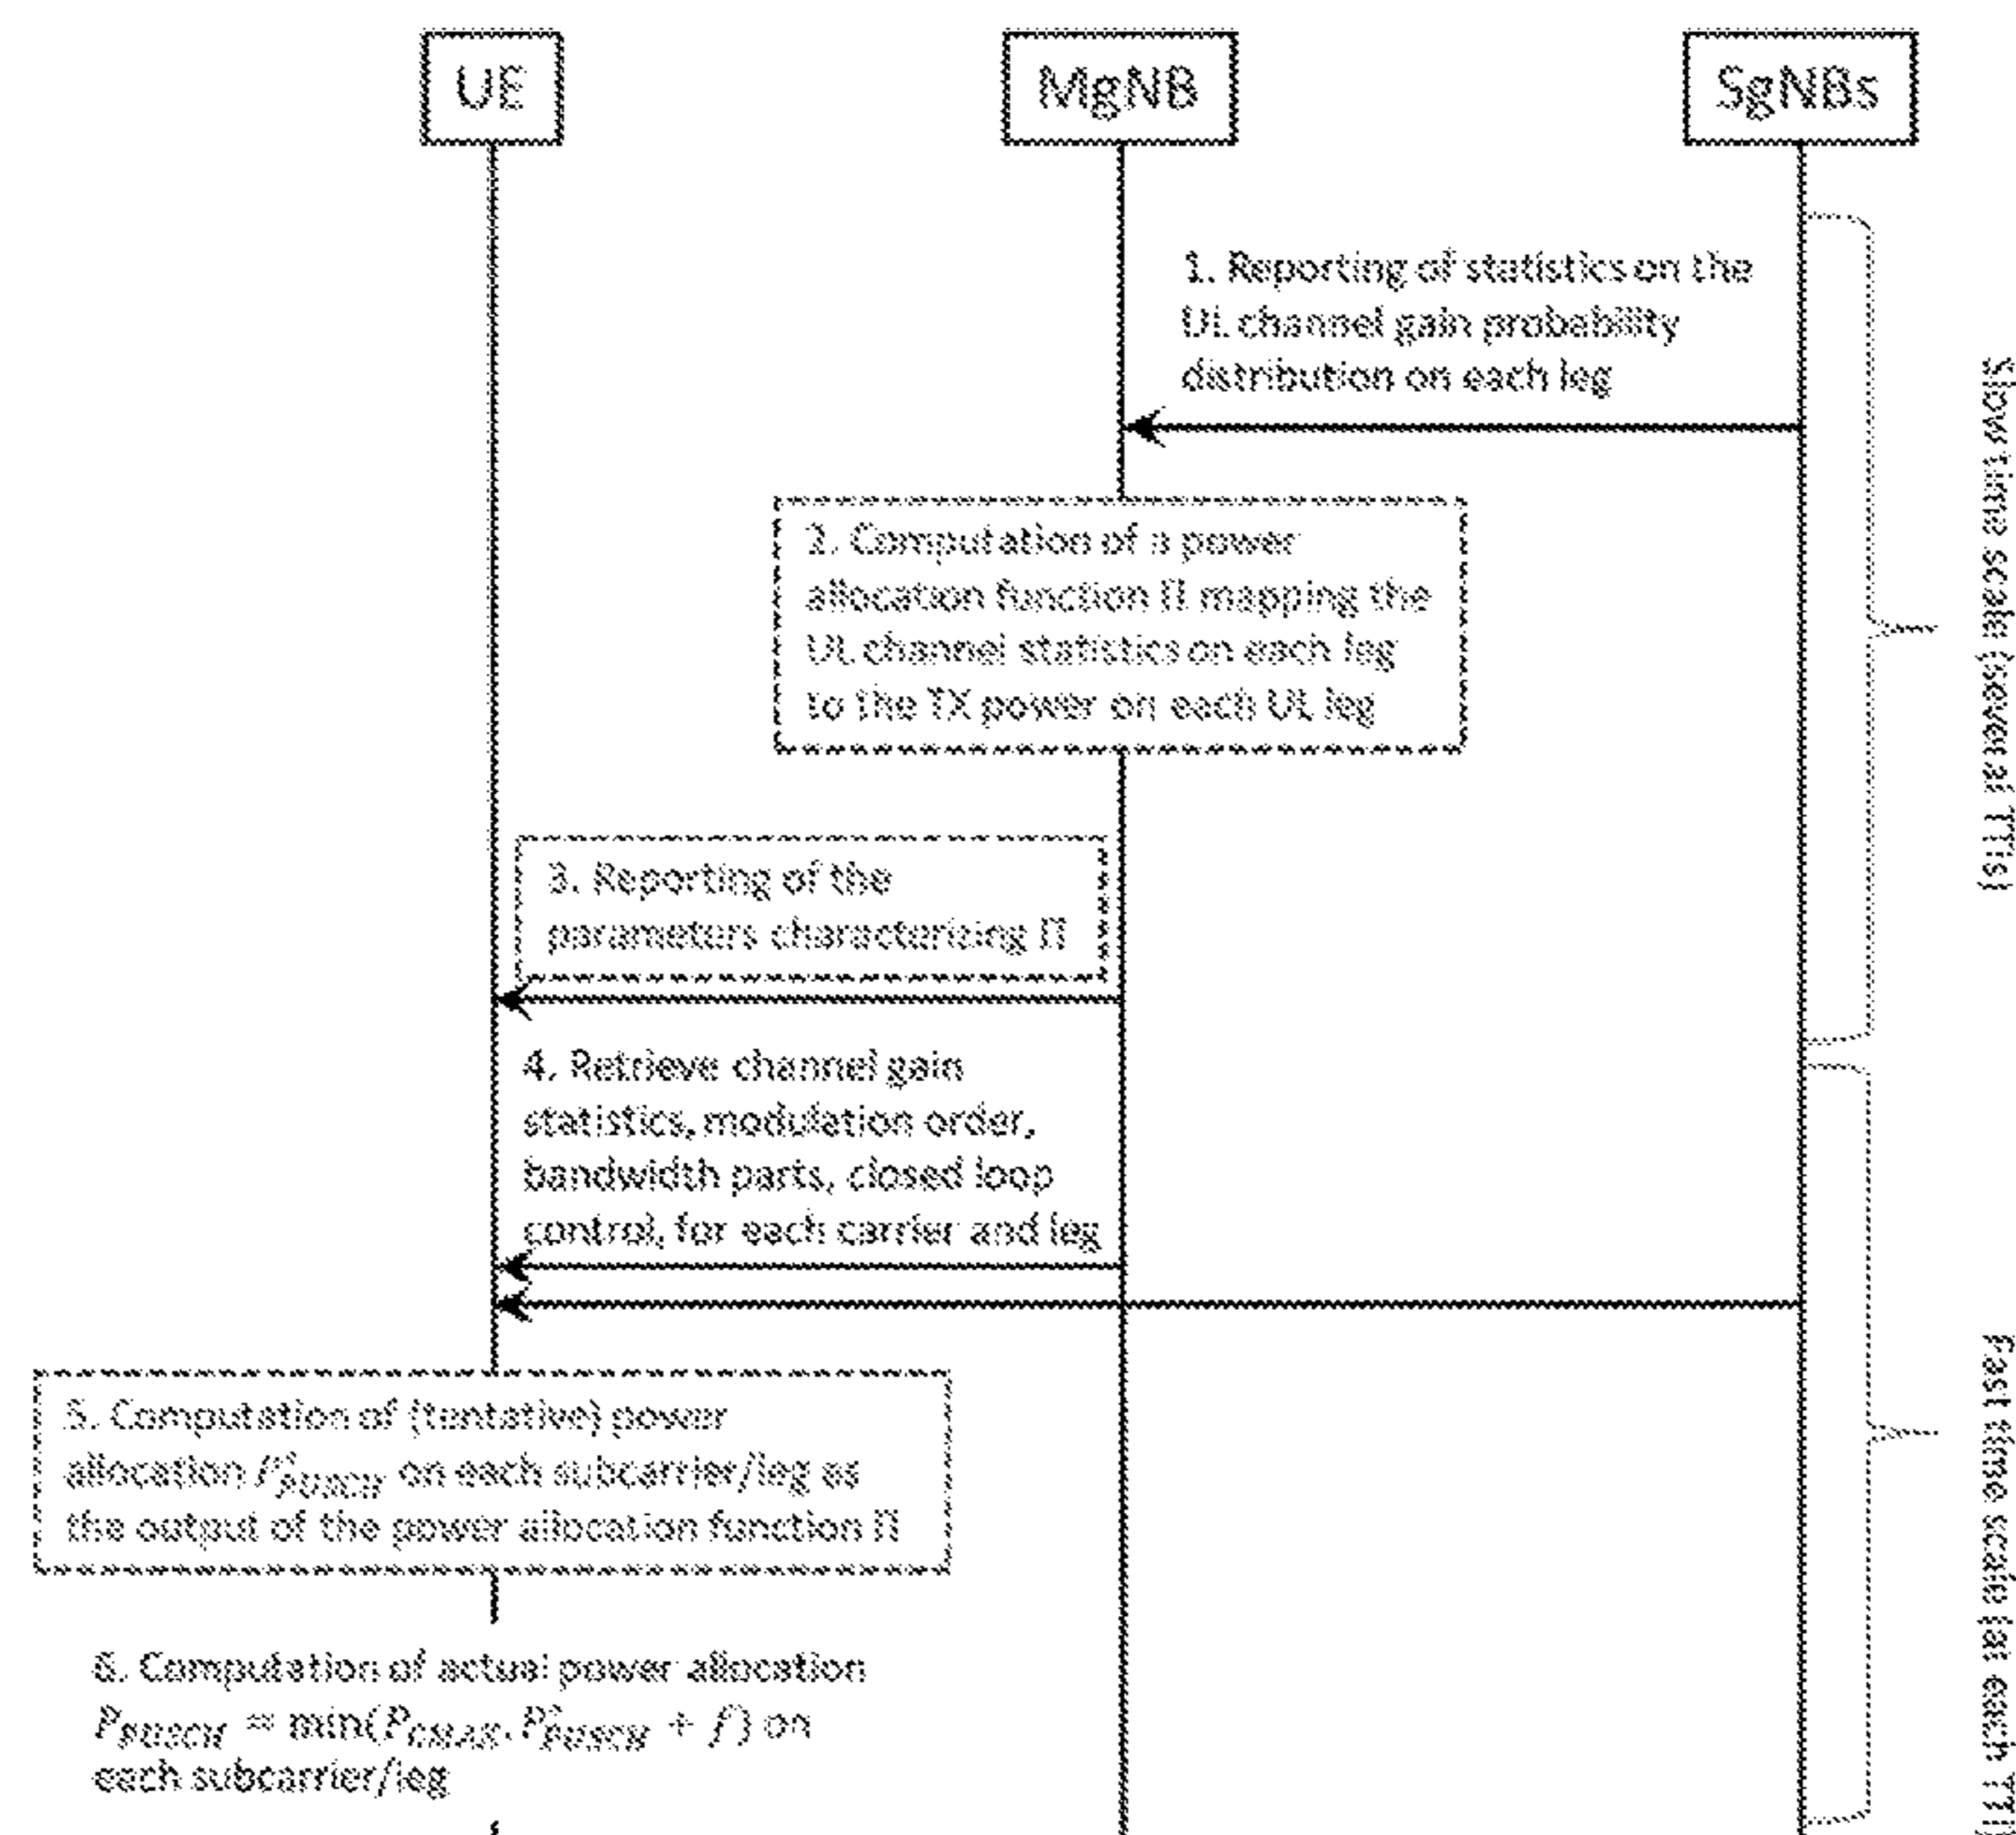 UE
MgNB
SgNBs
1. Reporting of statistics on the
UL channel gain probability
distribution on each leg
2. Computation of a power
allocation function Π mapping the
UL channel statistics on each leg
to the TX power on each UL leg
3. Reporting of the
parameters characterizing Π
4. Retrieve channel gain
statistics, modulation order,
bandwidth parts, closed loop
control, for each carrier and leg
5. Computation of (tentative) power
allocation P^_PUSCH on each subcarrier/leg as
the output of the power allocation function Π
6. Computation of actual power allocation
P_PUSCH = min(P_CMAX, P^_PUSCH + f) on
each subcarrier/leg
Slow time scale (several TTIs)
Fast time scale (at each TTI)